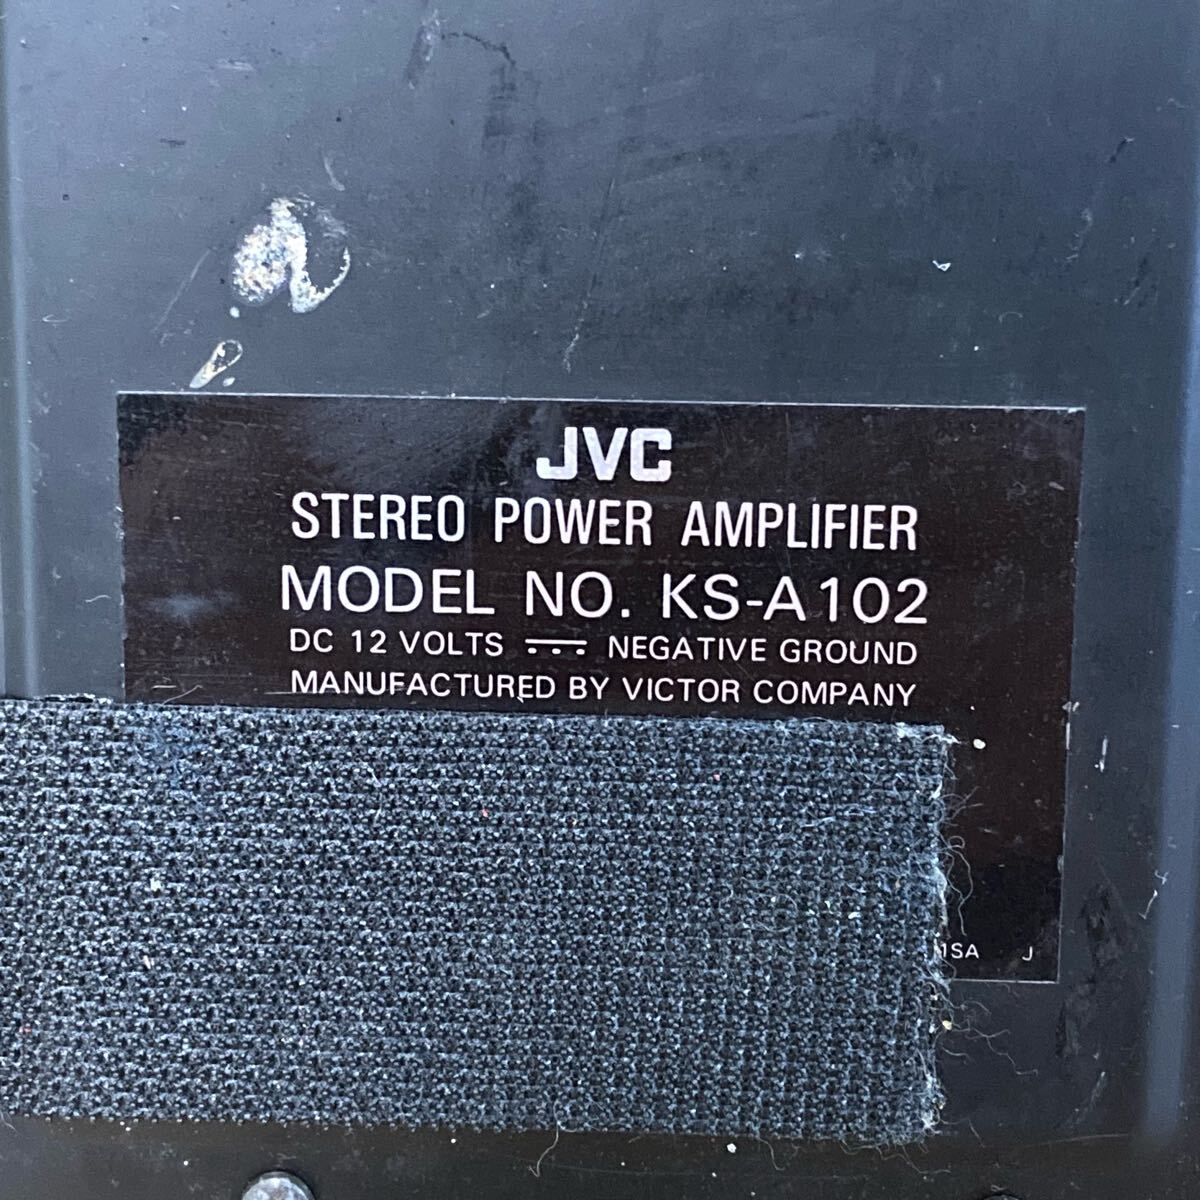 JVC
STEREO POWER AMPLIFIER
MODEL NO. KS-A102
DC 12 VOLTS NEGATIVE GROUND
MANUFACTURED BY VICTOR COMPANY
J